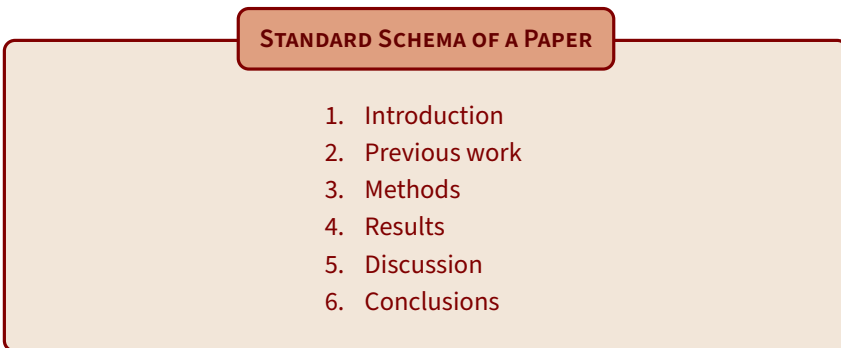 Standard Schema of a Paper
1. Introduction
2. Previous work
3. Methods
4. Results
5. Discussion
6. Conclusions